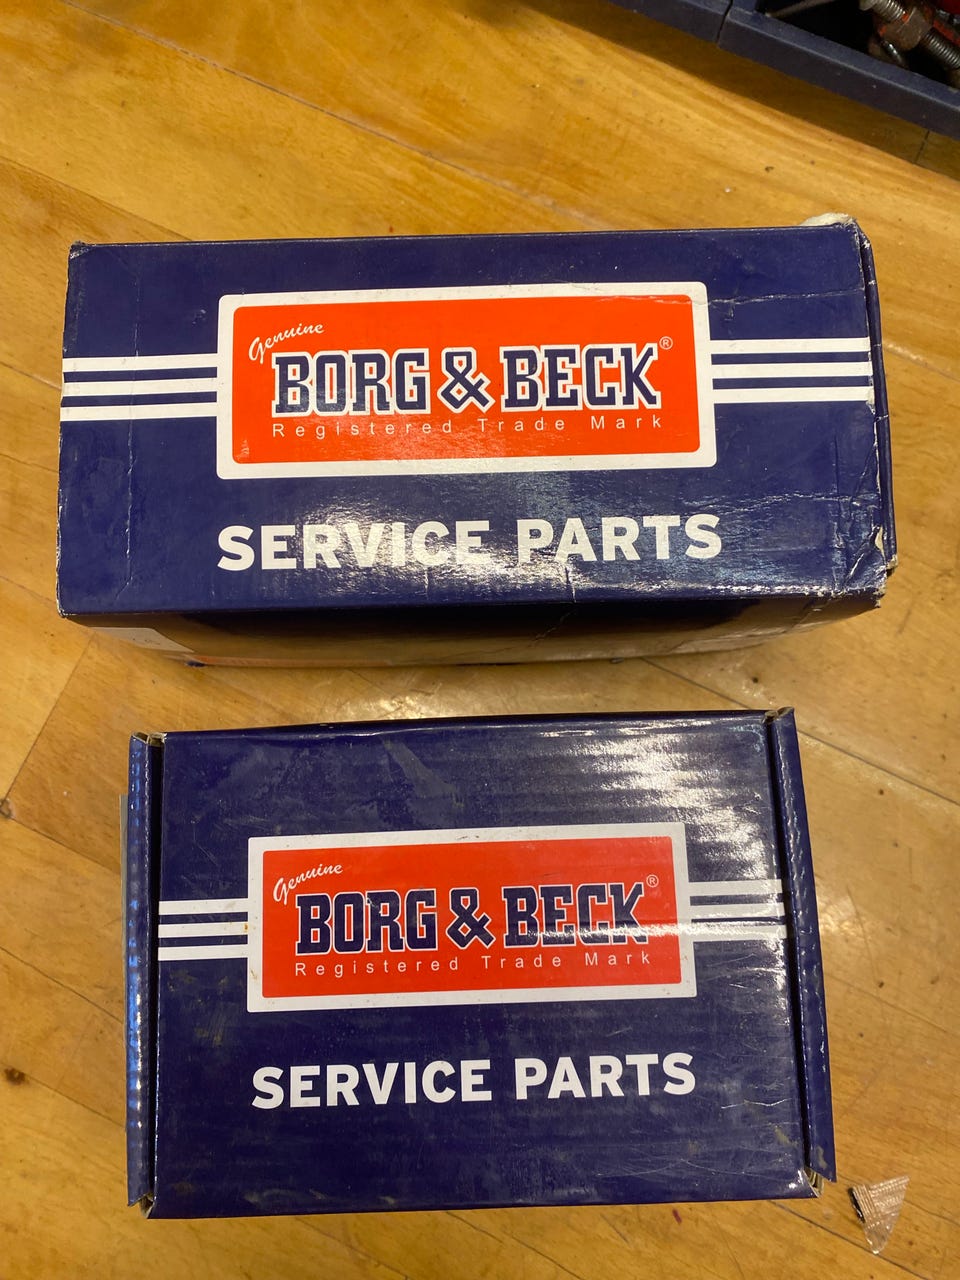 Genuine
BORG & BECK®
Registered Trade Mark
SERVICE PARTS
Genuine
BORG & BECK®
Registered Trade Mark
SERVICE PARTS